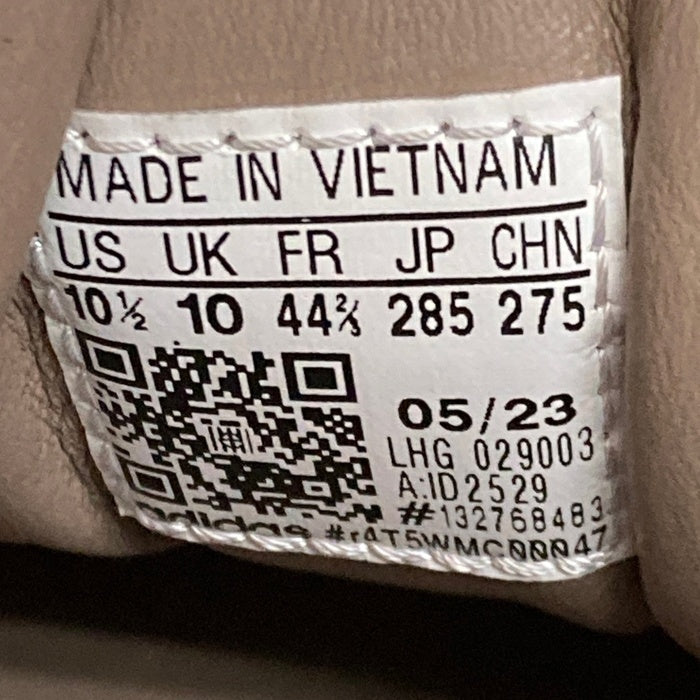 MADE IN VIETNAM
US UK FR JP CHN
10½ 10 44⅔ 285 275
05/23
LHG 029003
A:ID2529
#132768483
adidas #r4T5WMC00047